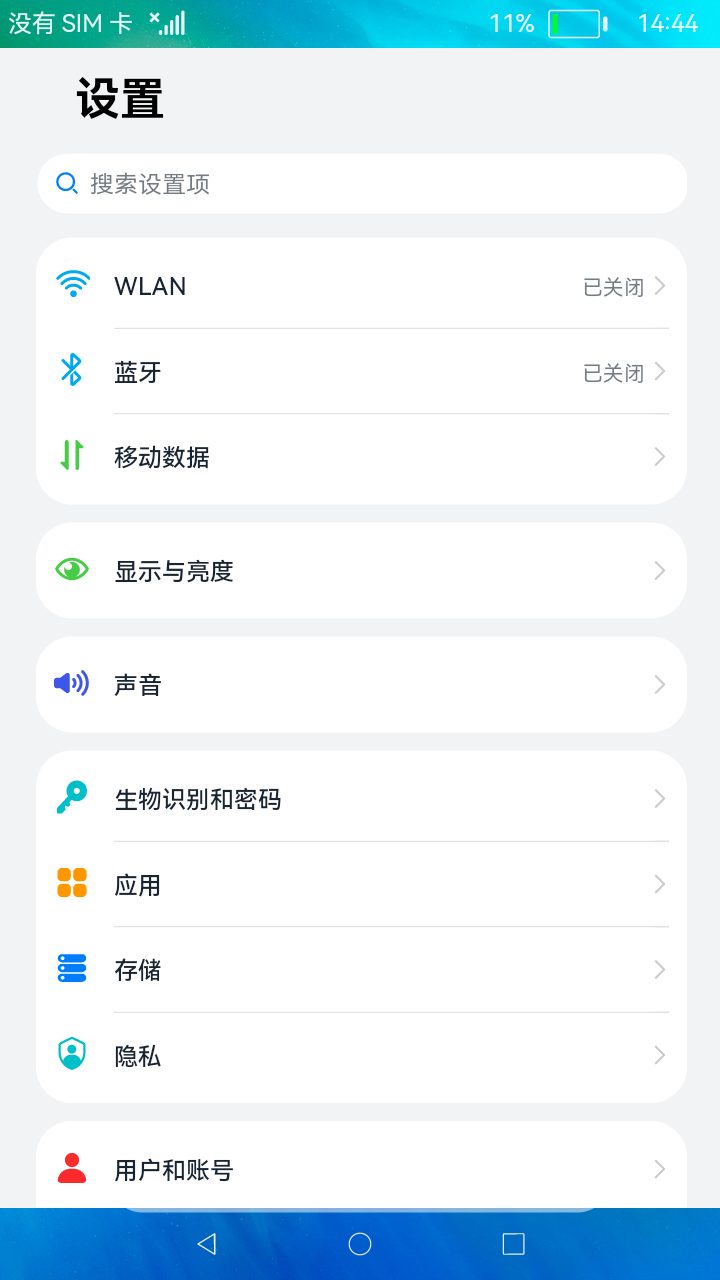 没有 SIM 卡 11% 14:44
设置
搜索设置项
WLAN 已关闭
蓝牙 已关闭
移动数据
显示与亮度
声音
生物识别和密码
应用
存储
隐私
用户和账号